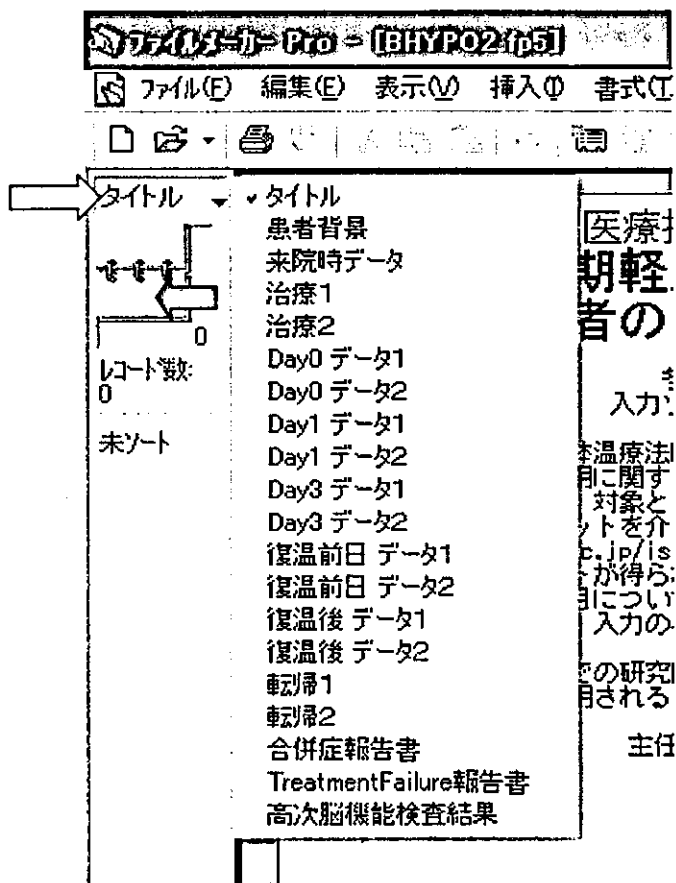 ファイルメーカー Pro - [BHYPO2.fp5]
ファイル(F) 編集(E) 表示(V) 挿入(I) 書式(T
タイトル
0
レコード数:
0
未ソート
タイトル
患者背景
来院時データ
治療1
治療2
Day0 データ1
Day0 データ2
Day1 データ1
Day1 データ2
Day3 データ1
Day3 データ2
復温前日 データ1
復温前日 データ2
復温後 データ1
復温後 データ2
転帰1
転帰2
合併症報告書
TreatmentFailure報告書
高次脳機能検査結果
医療
期軽
者の
入力
体温療法
用に関す
対象と
ットを介
c.jp/is
が得ら
用につい
入力の
での研究
用される
主任